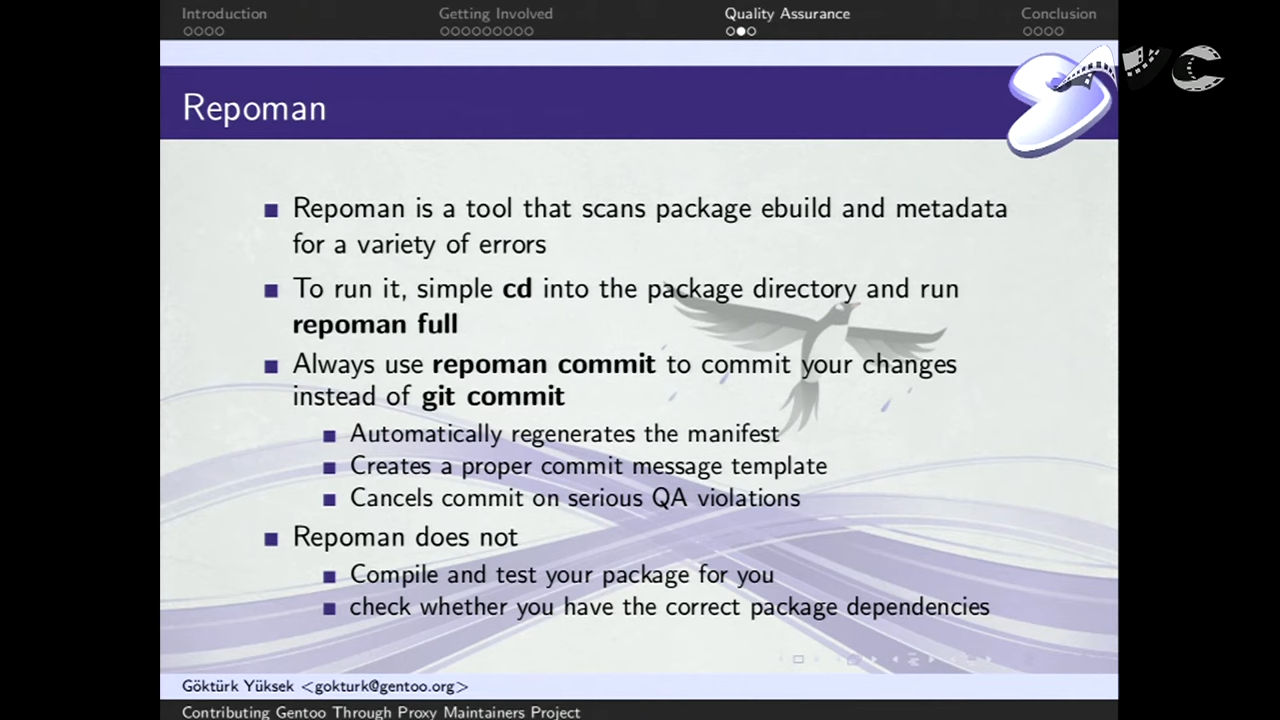 Introduction
Getting Involved
Quality Assurance
Conclusion
Repoman
Repoman is a tool that scans package ebuild and metadata
for a variety of errors
To run it, simple cd into the package directory and run
repoman full
Always use repoman commit to commit your changes
instead of git commit
Automatically regenerates the manifest
Creates a proper commit message template
Cancels commit on serious QA violations
Repoman does not
Compile and test your package for you
check whether you have the correct package dependencies
Göktürk Yüksek <gokturk@gentoo.org>
Contributing Gentoo Through Proxy Maintainers Project